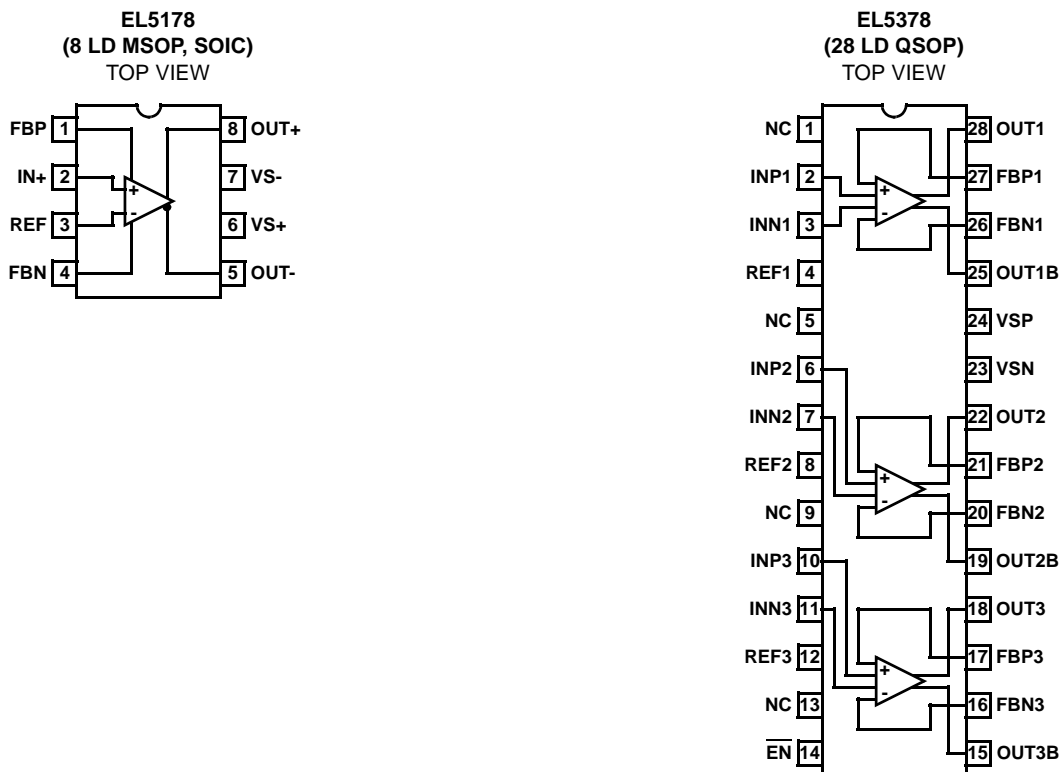 EL5178
(8 LD MSOP, SOIC)
TOP VIEW
FBP 1
8 OUT+
IN+ 2
7 VS-
REF 3
6 VS+
FBN 4
5 OUT-
+
-
EL5378
(28 LD QSOP)
TOP VIEW
NC 1
28 OUT1
INP1 2
27 FBP1
INN1 3
26 FBN1
REF1 4
25 OUT1B
NC 5
24 VSP
INP2 6
23 VSN
INN2 7
22 OUT2
REF2 8
21 FBP2
NC 9
20 FBN2
INP3 10
19 OUT2B
INN3 11
18 OUT3
REF3 12
17 FBP3
NC 13
16 FBN3
EN 14
15 OUT3B
+
-
+
-
+
-